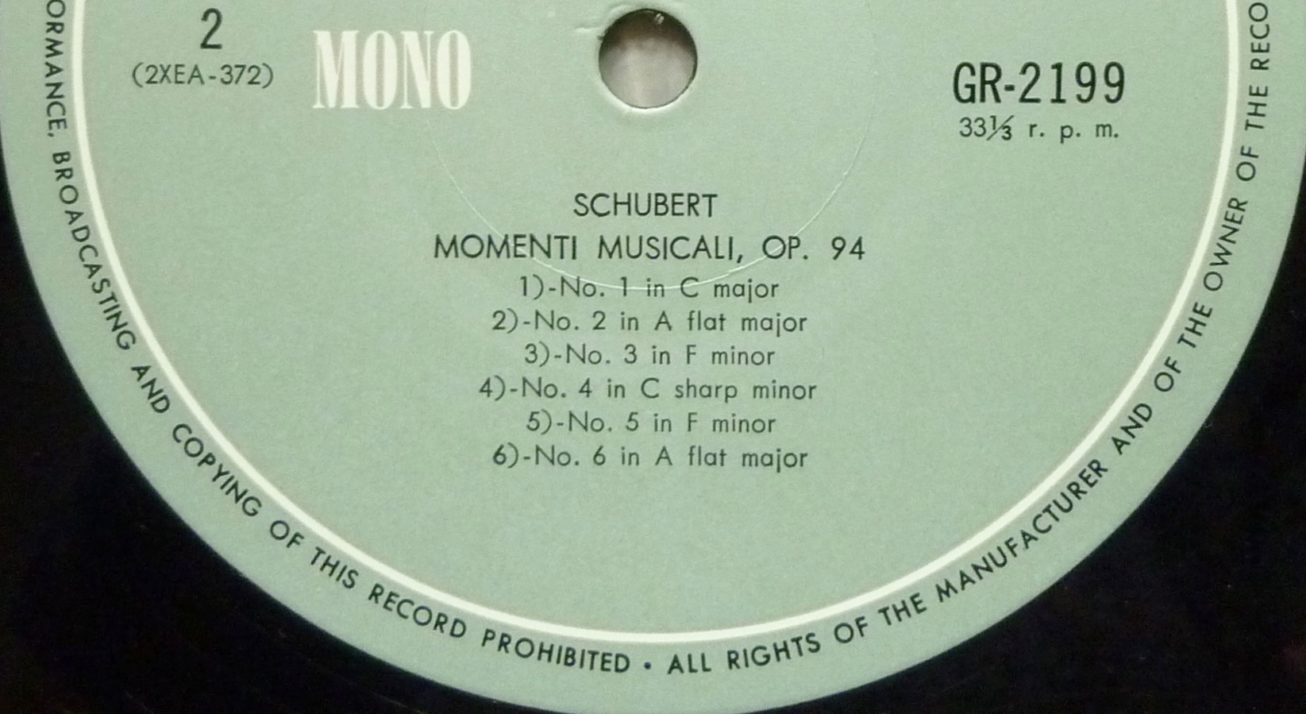 2
(2XEA-372)
MONO
GR-2199
33⅓ r. p. m.
SCHUBERT
MOMENTI MUSICALI, OP. 94
1)-No. 1 in C major
2)-No. 2 in A flat major
3)-No. 3 in F minor
4)-No. 4 in C sharp minor
5)-No. 5 in F minor
6)-No. 6 in A flat major
BROADCASTING AND COPYING OF THIS RECORD PROHIBITED • ALL RIGHTS OF THE MANUFACTURER AND OF THE OWNER OF THE